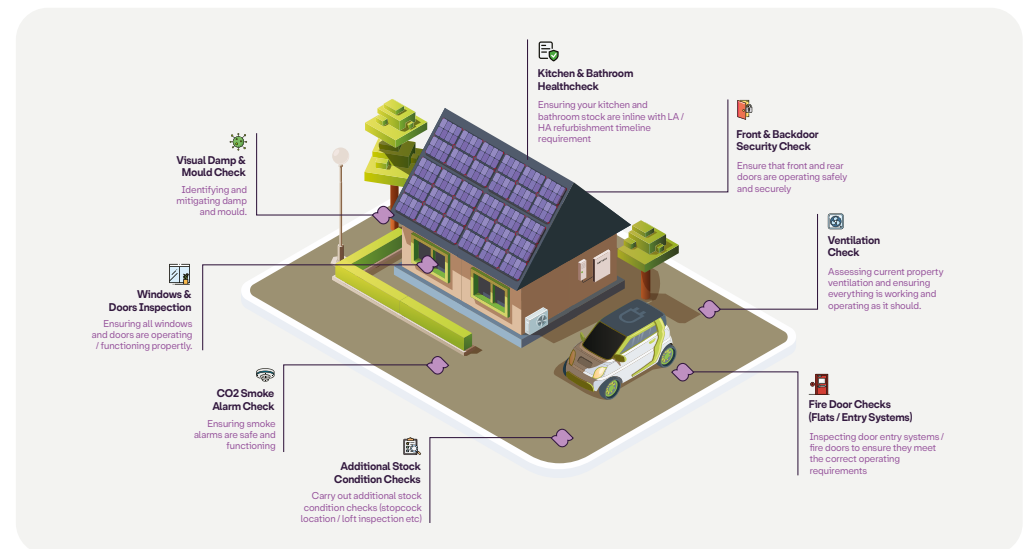 Kitchen & Bathroom
Healthcheck
Ensuring your kitchen and
bathroom stock are inline with LA /
HA refurbishment timeline
requirement
Front & Backdoor
Security Check
Ensure that front and rear
doors are operating safely
and securely
Visual Damp &
Mould Check
Identifying and
mitigating damp
and mould.
Ventilation
Check
Assessing current property
ventilation and ensuring
everything is working and
operating as it should.
Windows &
Doors Inspection
Ensuring all windows
and doors are operating
/ functioning propertly.
CO2 Smoke
Alarm Check
Ensuring smoke
alarms are safe and
functioning
Fire Door Checks
(Flats / Entry Systems)
Inspecting door entry systems /
fire doors to ensure they meet
the correct operating
requirements
Additional Stock
Condition Checks
Carry out additional stock
condition checks (stopcock
location / loft inspection etc)